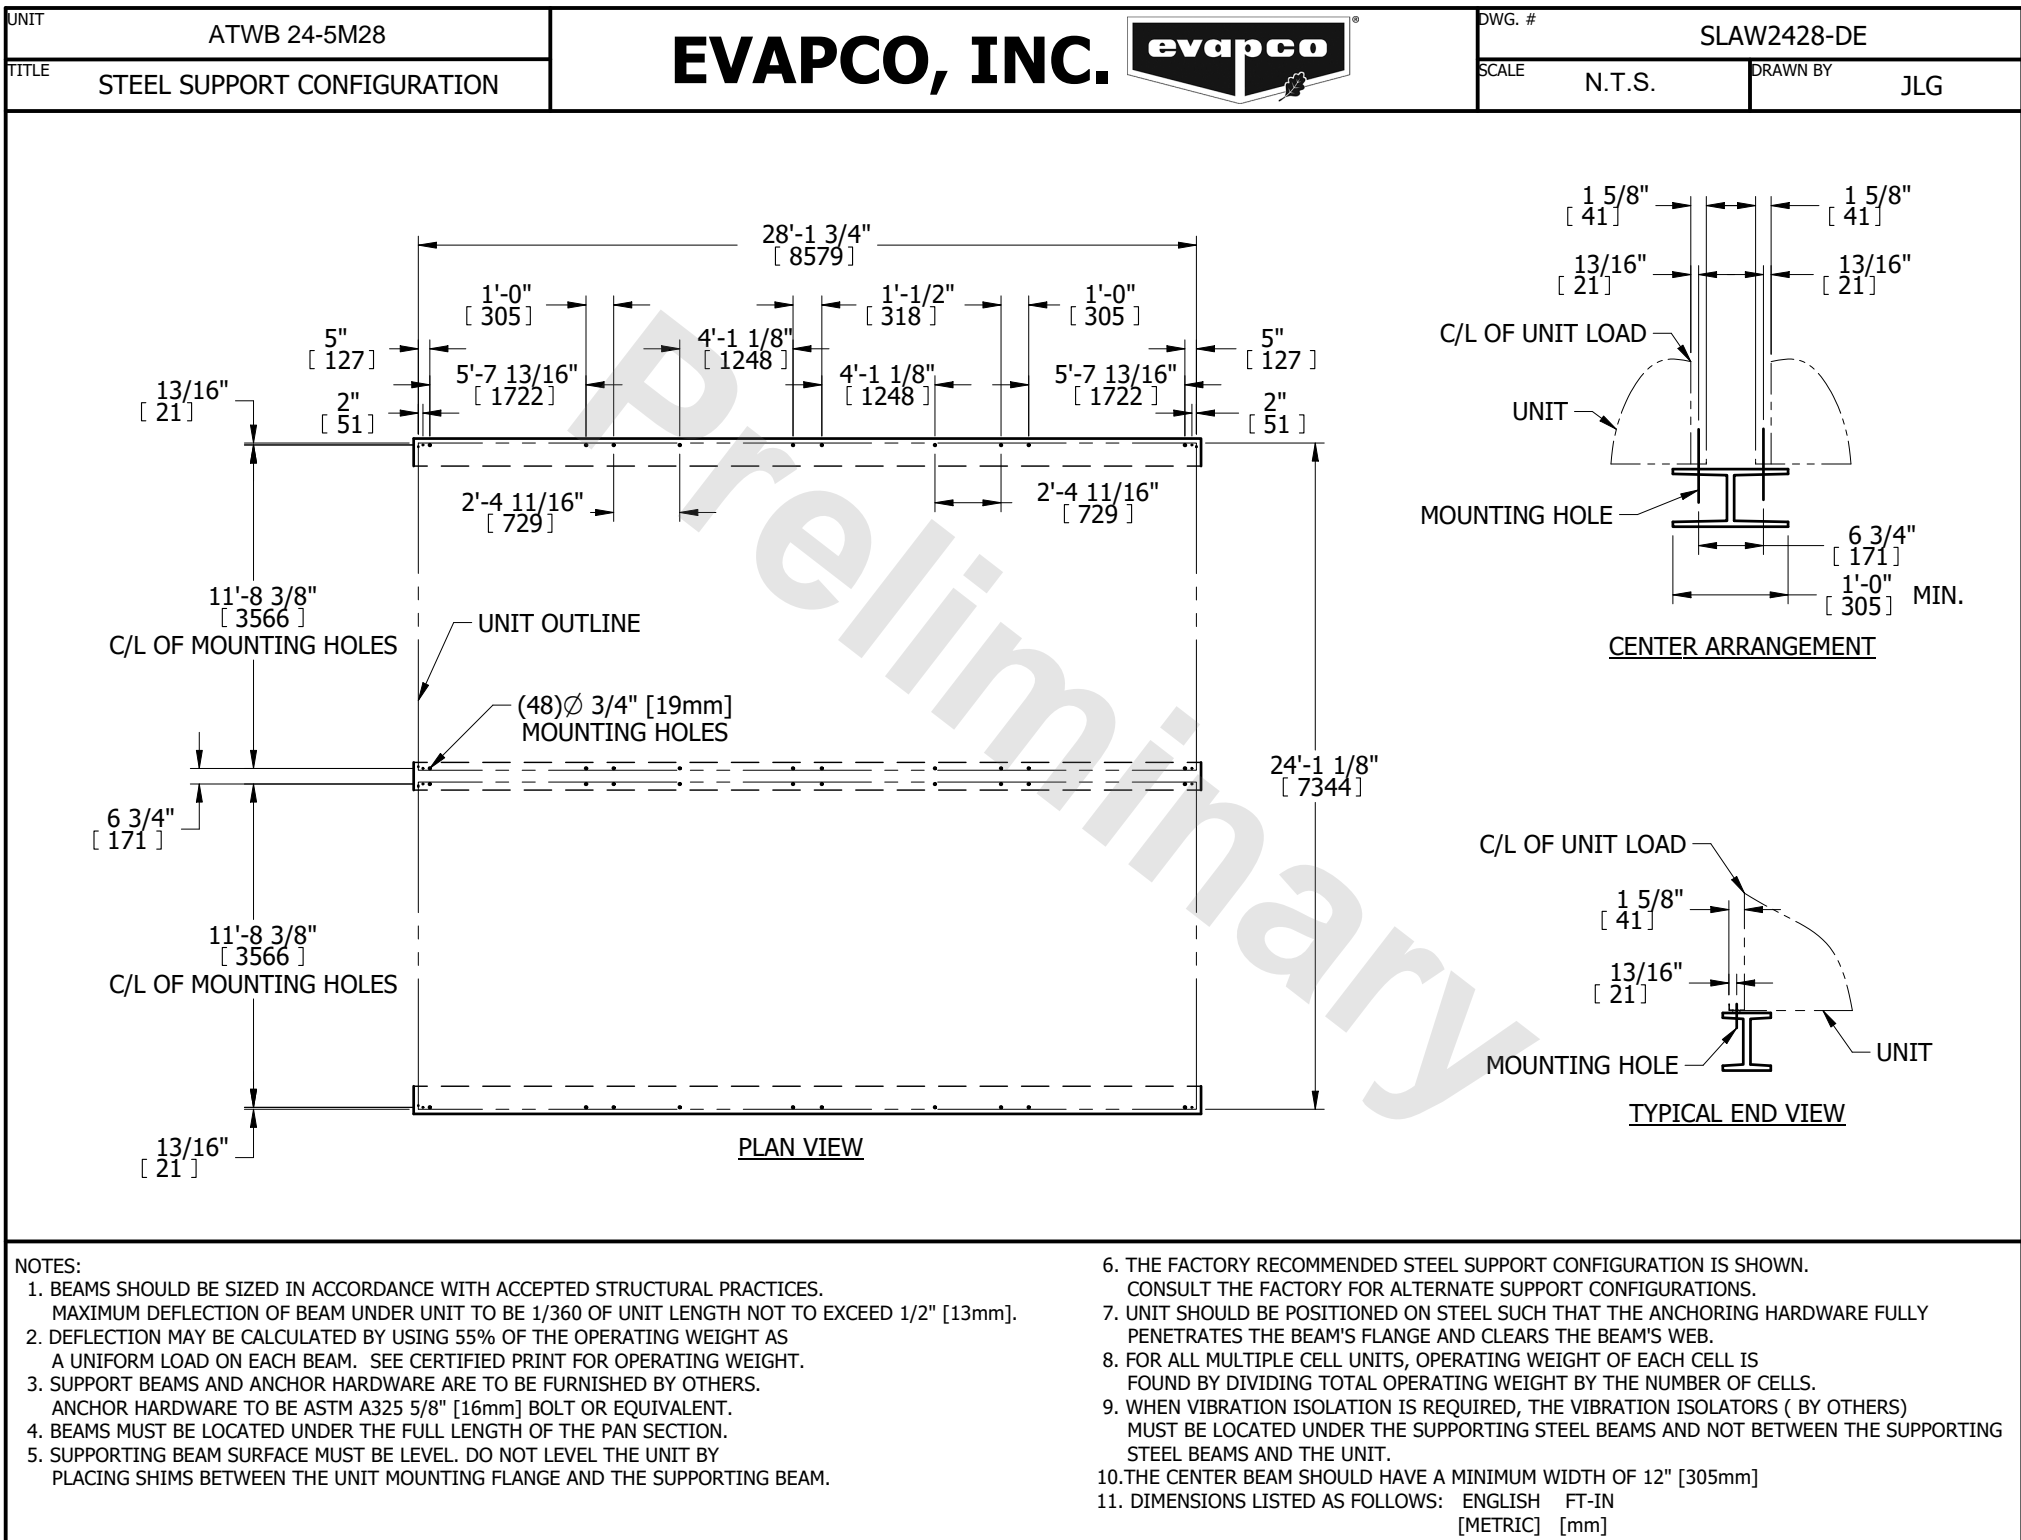 UNIT
ATWB 24-5M28
TITLE
STEEL SUPPORT CONFIGURATION
EVAPCO, INC.
evapco
®
DWG. #
SLAW2428-DE
SCALE
N.T.S.
DRAWN BY
JLG
28'-1 3/4"
[ 8579 ]
1'-0"
[ 305 ]
1'-1/2"
[ 318 ]
1'-0"
[ 305 ]
5"
[ 127 ]
4'-1 1/8"
[ 1248 ]
5"
[ 127 ]
13/16"
[ 21 ]
2"
[ 51 ]
5'-7 13/16"
[ 1722 ]
4'-1 1/8"
[ 1248 ]
5'-7 13/16"
[ 1722 ]
2"
[ 51 ]
2'-4 11/16"
[ 729 ]
2'-4 11/16"
[ 729 ]
11'-8 3/8"
[ 3566 ]
C/L OF MOUNTING HOLES
UNIT OUTLINE
(48)Ø 3/4" [19mm]
MOUNTING HOLES
6 3/4"
[ 171 ]
24'-1 1/8"
[ 7344 ]
11'-8 3/8"
[ 3566 ]
C/L OF MOUNTING HOLES
13/16"
[ 21 ]
PLAN VIEW
Preliminary
1 5/8"
[ 41 ]
1 5/8"
[ 41 ]
13/16"
[ 21 ]
13/16"
[ 21 ]
C/L OF UNIT LOAD
UNIT
MOUNTING HOLE
6 3/4"
[ 171 ]
1'-0"
[ 305 ] MIN.
CENTER ARRANGEMENT
C/L OF UNIT LOAD
1 5/8"
[ 41 ]
13/16"
[ 21 ]
MOUNTING HOLE
UNIT
TYPICAL END VIEW
NOTES:
1. BEAMS SHOULD BE SIZED IN ACCORDANCE WITH ACCEPTED STRUCTURAL PRACTICES.
MAXIMUM DEFLECTION OF BEAM UNDER UNIT TO BE 1/360 OF UNIT LENGTH NOT TO EXCEED 1/2" [13mm].
2. DEFLECTION MAY BE CALCULATED BY USING 55% OF THE OPERATING WEIGHT AS
A UNIFORM LOAD ON EACH BEAM. SEE CERTIFIED PRINT FOR OPERATING WEIGHT.
3. SUPPORT BEAMS AND ANCHOR HARDWARE ARE TO BE FURNISHED BY OTHERS.
ANCHOR HARDWARE TO BE ASTM A325 5/8" [16mm] BOLT OR EQUIVALENT.
4. BEAMS MUST BE LOCATED UNDER THE FULL LENGTH OF THE PAN SECTION.
5. SUPPORTING BEAM SURFACE MUST BE LEVEL. DO NOT LEVEL THE UNIT BY
PLACING SHIMS BETWEEN THE UNIT MOUNTING FLANGE AND THE SUPPORTING BEAM.
6. THE FACTORY RECOMMENDED STEEL SUPPORT CONFIGURATION IS SHOWN.
CONSULT THE FACTORY FOR ALTERNATE SUPPORT CONFIGURATIONS.
7. UNIT SHOULD BE POSITIONED ON STEEL SUCH THAT THE ANCHORING HARDWARE FULLY
PENETRATES THE BEAM'S FLANGE AND CLEARS THE BEAM'S WEB.
8. FOR ALL MULTIPLE CELL UNITS, OPERATING WEIGHT OF EACH CELL IS
FOUND BY DIVIDING TOTAL OPERATING WEIGHT BY THE NUMBER OF CELLS.
9. WHEN VIBRATION ISOLATION IS REQUIRED, THE VIBRATION ISOLATORS ( BY OTHERS)
MUST BE LOCATED UNDER THE SUPPORTING STEEL BEAMS AND NOT BETWEEN THE SUPPORTING
STEEL BEAMS AND THE UNIT.
10.THE CENTER BEAM SHOULD HAVE A MINIMUM WIDTH OF 12" [305mm]
11. DIMENSIONS LISTED AS FOLLOWS: ENGLISH FT-IN
[METRIC] [mm]